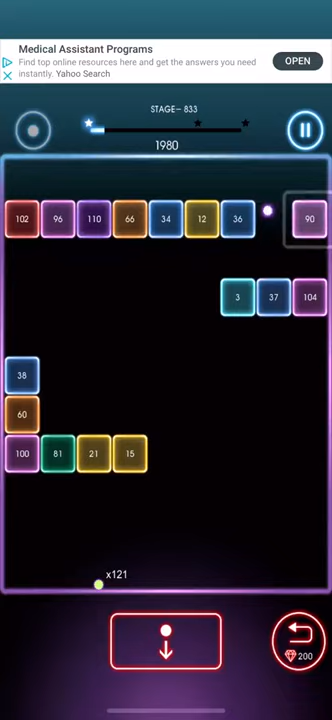 Medical Assistant Programs
Find top online resources here and get the answers you need
instantly. Yahoo Search
OPEN
STAGE- 833
1980
102 96 110 66 34 12 36 90
3 37 104
38
60
100 81 21 15
x121
200